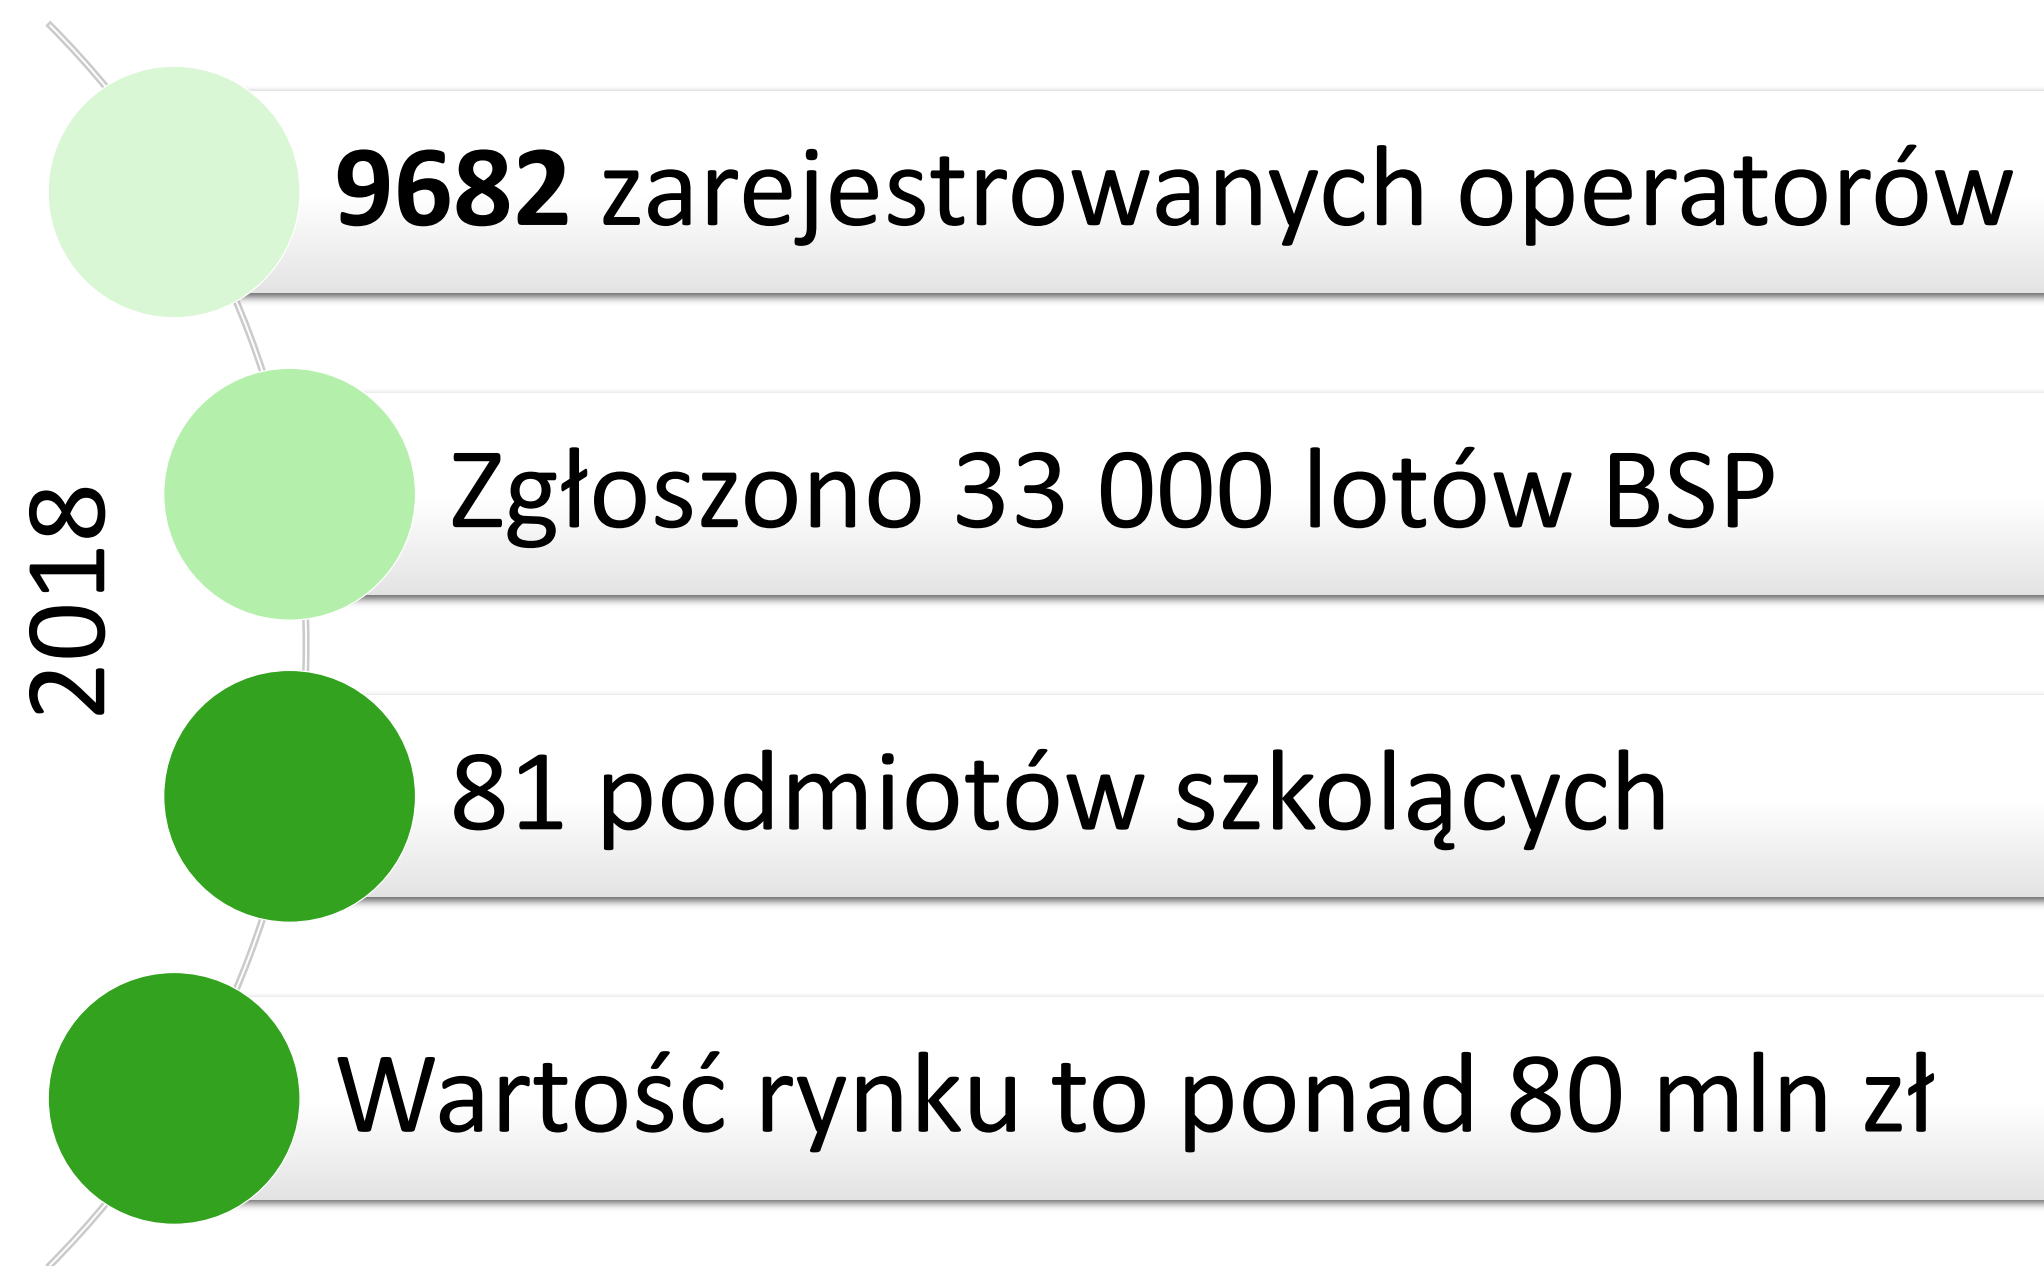 2018
9682 zarejestrowanych operatorów
Zgłoszono 33 000 lotów BSP
81 podmiotów szkolących
Wartość rynku to ponad 80 mln zł